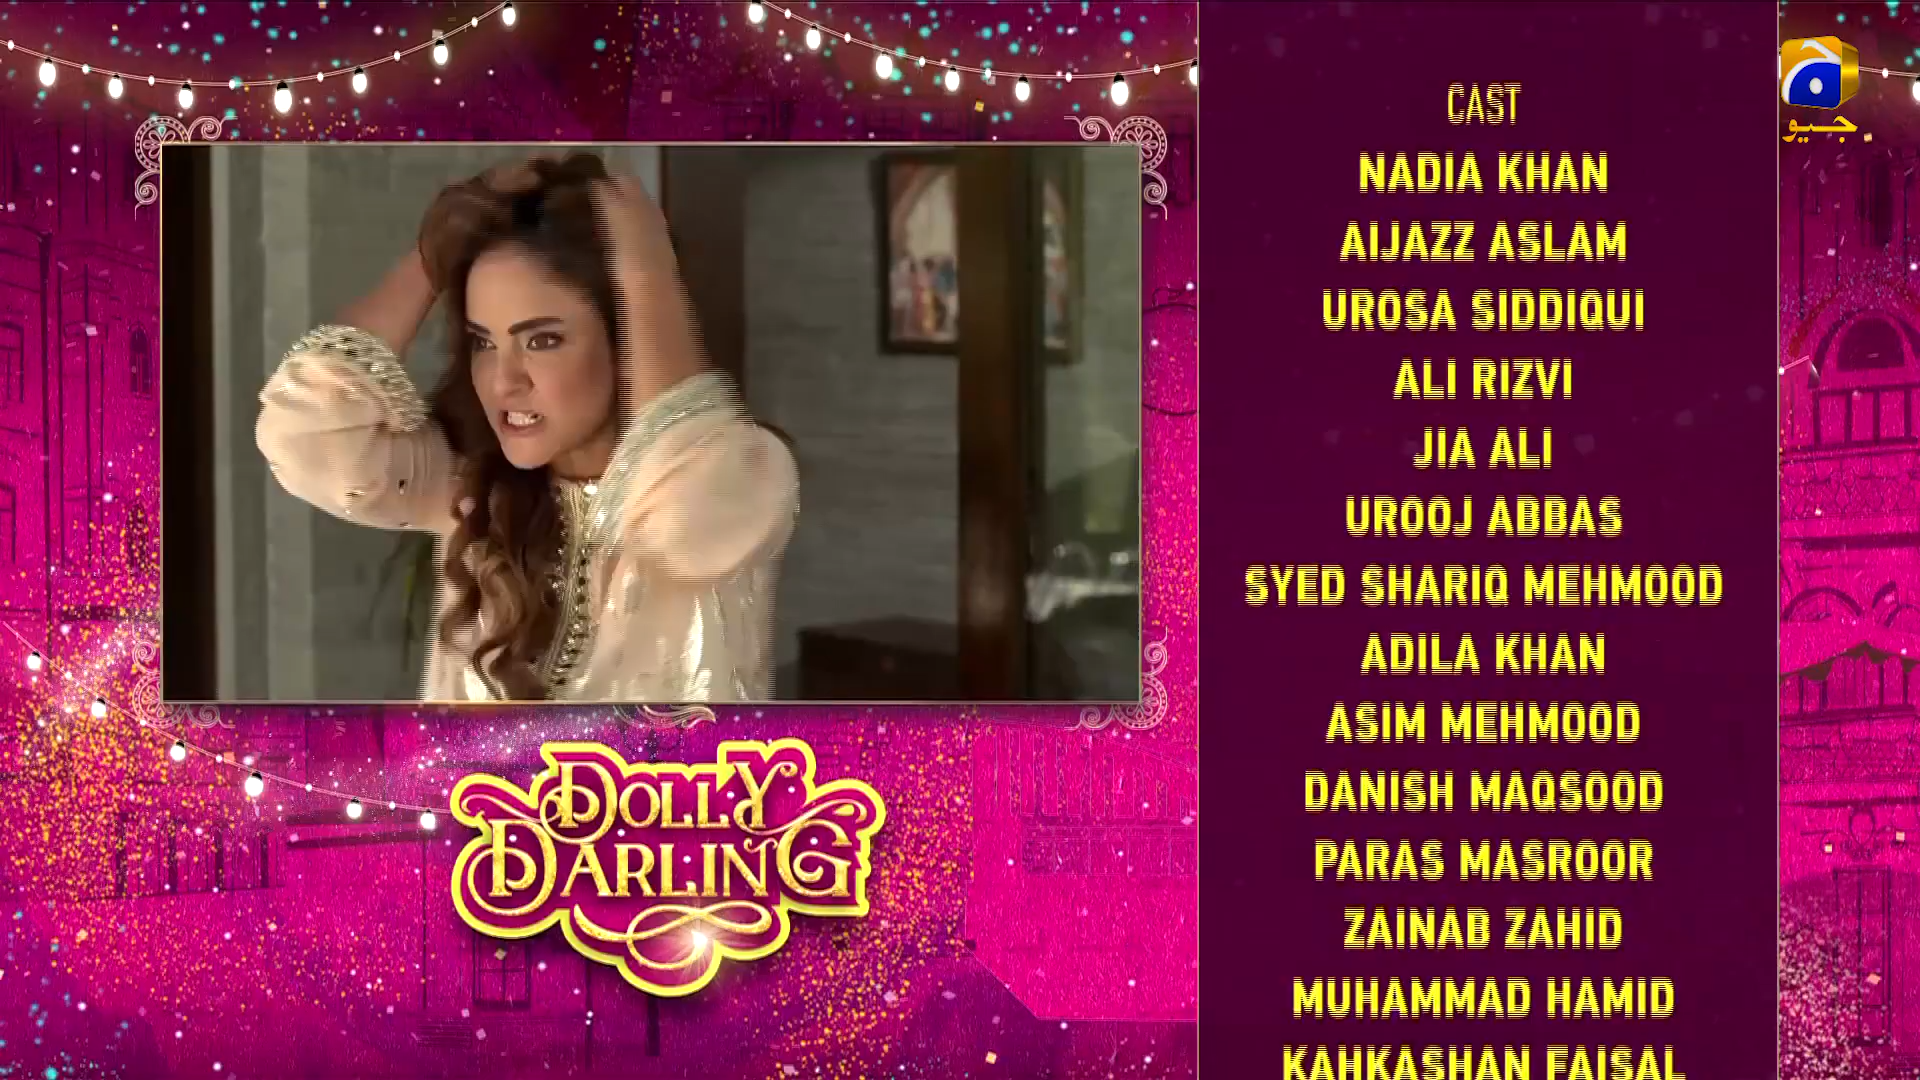 جیو
DOLLY
DARLING
CAST
NADIA KHAN
AIJAZZ ASLAM
UROSA SIDDIQUI
ALI RIZVI
JIA ALI
UROOJ ABBAS
SYED SHARIQ MEHMOOD
ADILA KHAN
ASIM MEHMOOD
DANISH MAQSOOD
PARAS MASROOR
ZAINAB ZAHID
MUHAMMAD HAMID
KAHKASHAN FAISAL